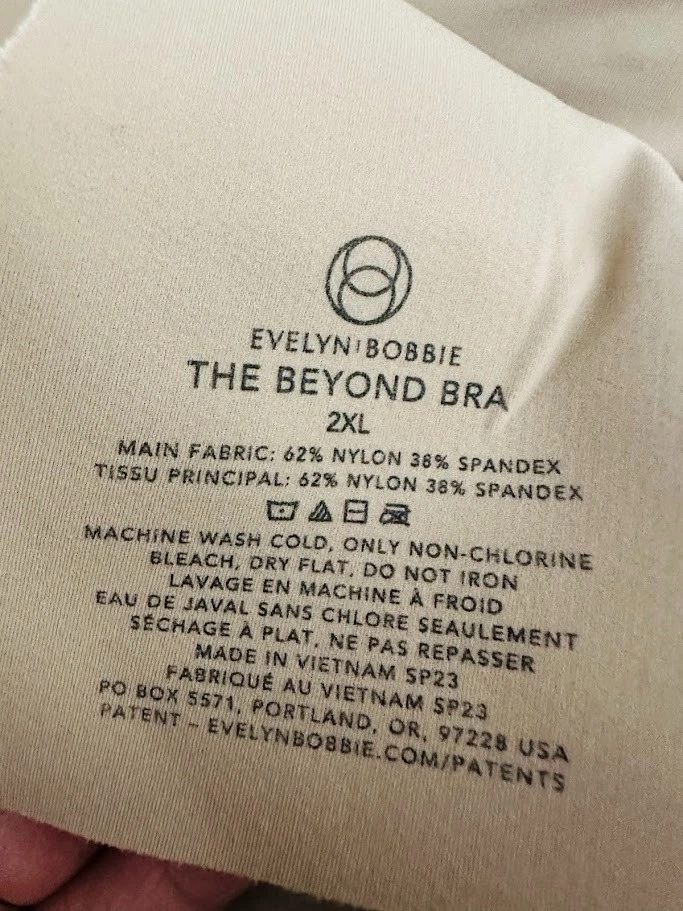 EVELYN BOBBIE
THE BEYOND BRA
2XL
MAIN FABRIC: 62% NYLON 38% SPANDEX
TISSU PRINCIPAL: 62% NYLON 38% SPANDEX
MACHINE WASH COLD, ONLY NON-CHLORINE
BLEACH, DRY FLAT, DO NOT IRON
LAVAGE EN MACHINE À FROID
EAU DE JAVAL SANS CHLORE SEAULEMENT
SÉCHAGE À PLAT, NE PAS REPASSER
MADE IN VIETNAM SP23
FABRIQUÉ AU VIETNAM SP23
PO BOX 5571, PORTLAND, OR, 97228 USA
PATENT – EVELYNBOBBIE.COM/PATENTS